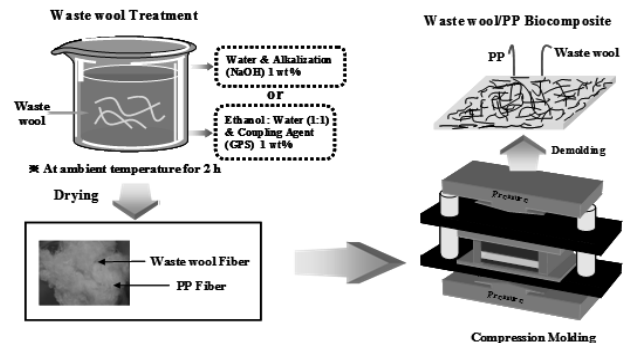 Waste wool Treatment
Waste
wool
Water & Alkalization
(NaOH) 1 wt%
or
Ethanol : Water (1:1)
& Coupling Agent
(GPS) 1 wt%
※ At ambient temperature for 2 h
Drying
Waste wool Fiber
PP Fiber
Waste wool/PP Biocomposite
PP
Waste wool
Demolding
Pressure
Pressure
Compression Molding